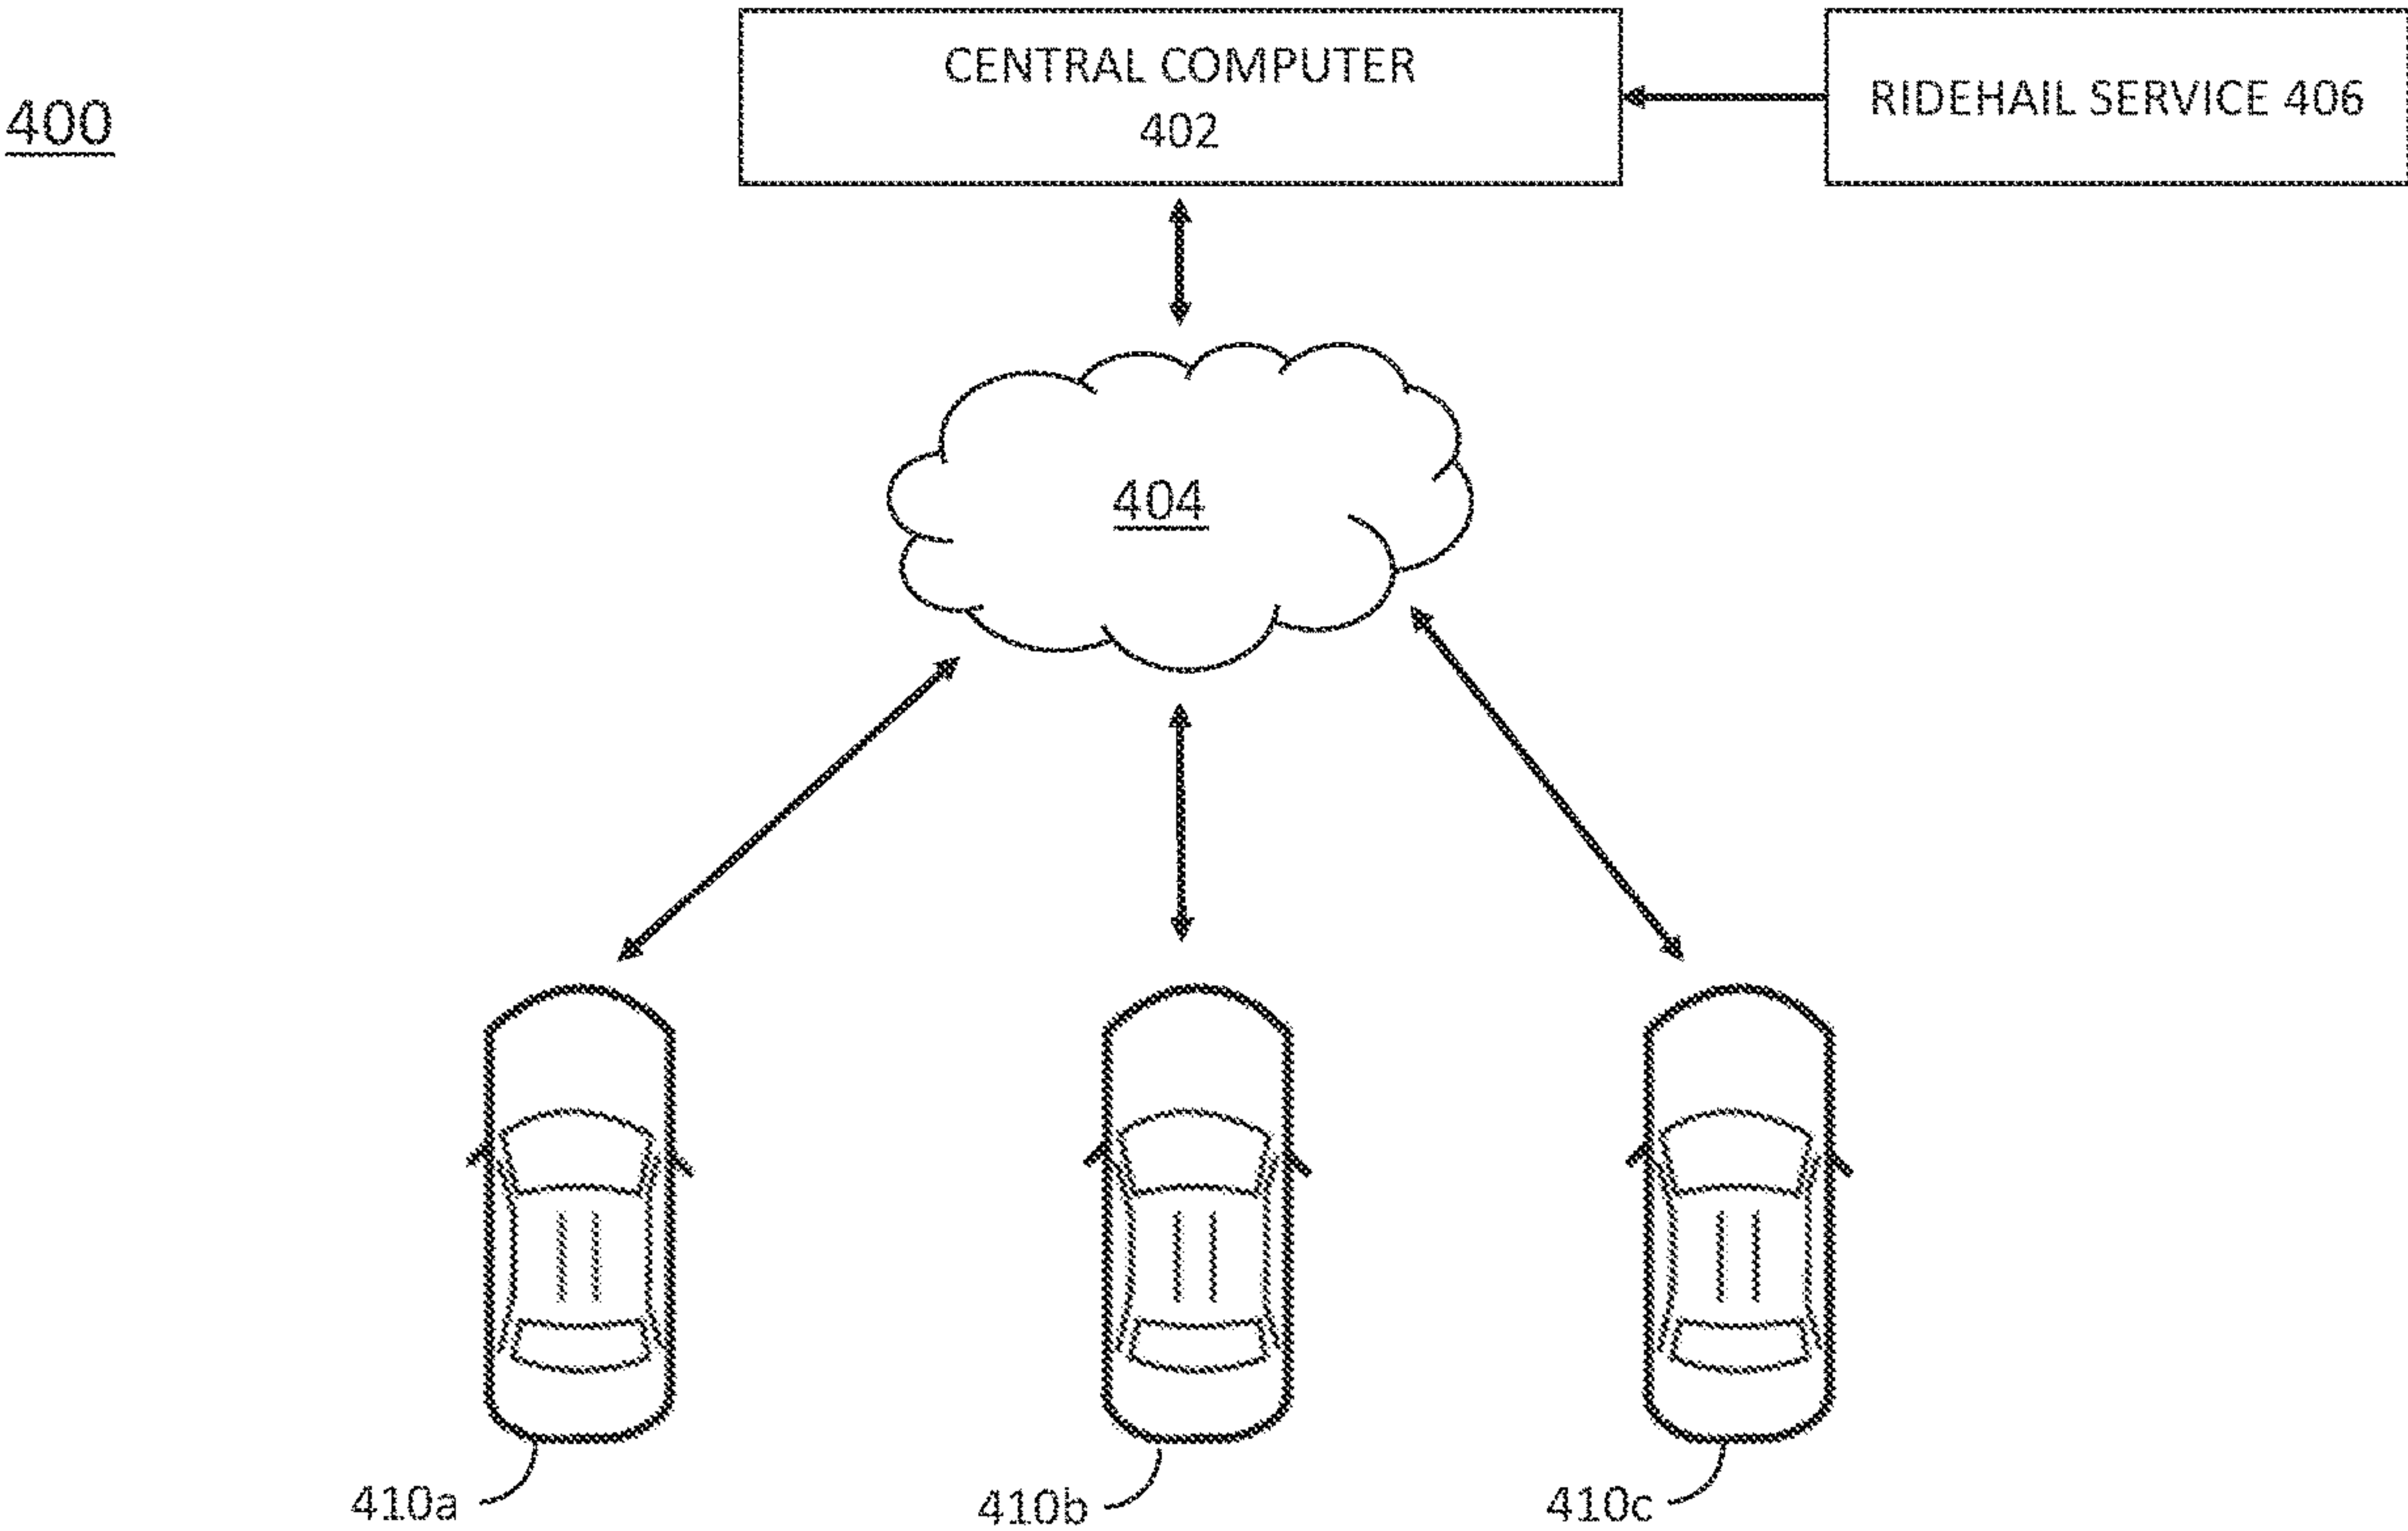 400
CENTRAL COMPUTER
402
RIDEHAIL SERVICE 406
404
410a
410b
410c